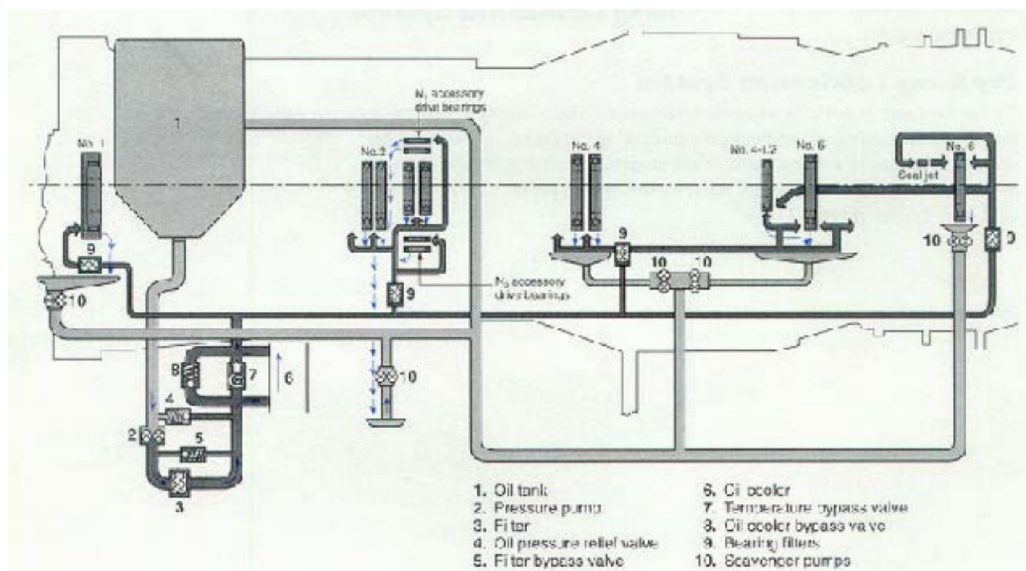 N₁ accessory
drive bearings
1
No. 1
No. 2
No. 4
No. 4-1/2
No. 5
No. 6
Seal jet
9
9
9
9
10
10
10
10
10
N₂ accessory
drive bearings
8
7
6
10
4
2
5
3
1. Oil tank
2. Pressure pump
3. Filter
4. Oil pressure relief valve
5. Filter bypass valve
6. Oil cooler
7. Temperature bypass valve
8. Oil cooler bypass valve
9. Bearing filters
10. Scavenger pumps